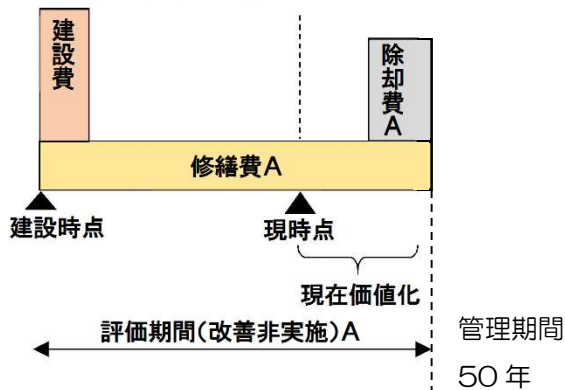 建設費
除却費A
修繕費A
建設時点
現時点
現在価値化
評価期間(改善非実施)A
管理期間
50年